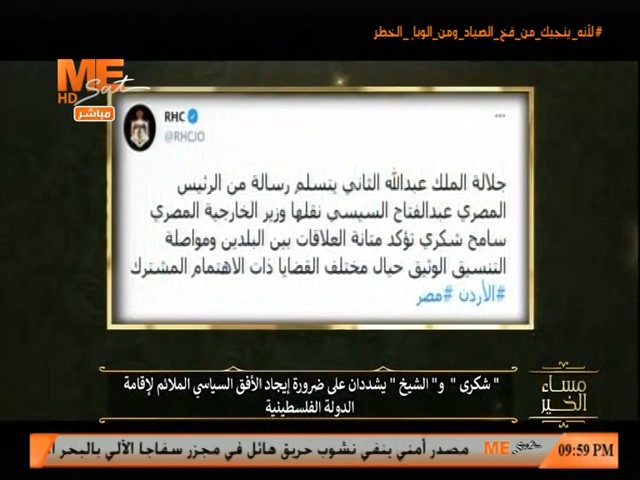 #لأنه_ينجيك_من_فخ_الصياد_ومن_الوبا_الخطر
ME Sat
HD
مباشر
RHC
@RHCJO
جلالة الملك عبدالله الثاني يتسلم رسالة من الرئيس
المصري عبدالفتاح السيسي نقلها وزير الخارجية المصري
سامح شكري تؤكد متانة العلاقات بين البلدين ومواصلة
التنسيق الوثيق حيال مختلف القضايا ذات الاهتمام المشترك
#الأردن #مصر
" شكرى " و" الشيخ " يشددان على ضرورة إيجاد الأفق السياسي الملائم لإقامة
الدولة الفلسطينية
مساء
الخير
مصدر أمني ينفي نشوب حريق هائل في مجزر سفاجا الآلي بالبحر
ME Sat
09:59 PM